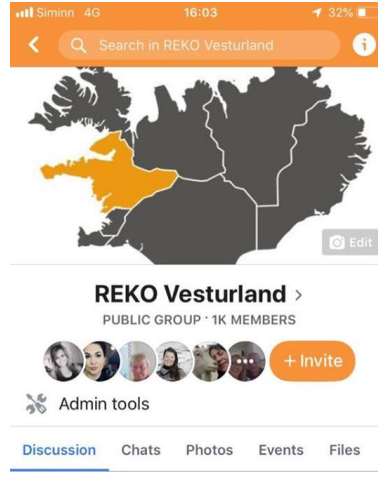 Siminn 4G 16:03 32%
Search in REKO Vesturland
Edit
REKO Vesturland >
PUBLIC GROUP · 1K MEMBERS
+ Invite
Admin tools
Discussion Chats Photos Events Files